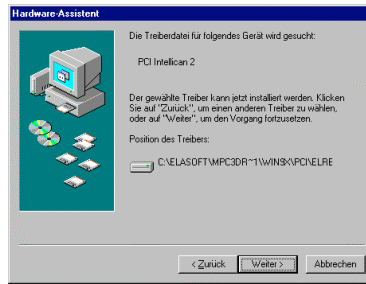 Hardware-Assistent
Die Treiberdatei für folgendes Gerät wird gesucht:
PCI Intellican 2
Der gewählte Treiber kann jetzt installiert werden. Klicken
Sie auf "Zurück", um einen anderen Treiber zu wählen,
oder auf "Weiter", um den Vorgang fortzusetzen.
Position des Treibers:
C:\ELASOFT\MPC3DR~1\WIN9X\PCI\ELRE
< Zurück Weiter > Abbrechen